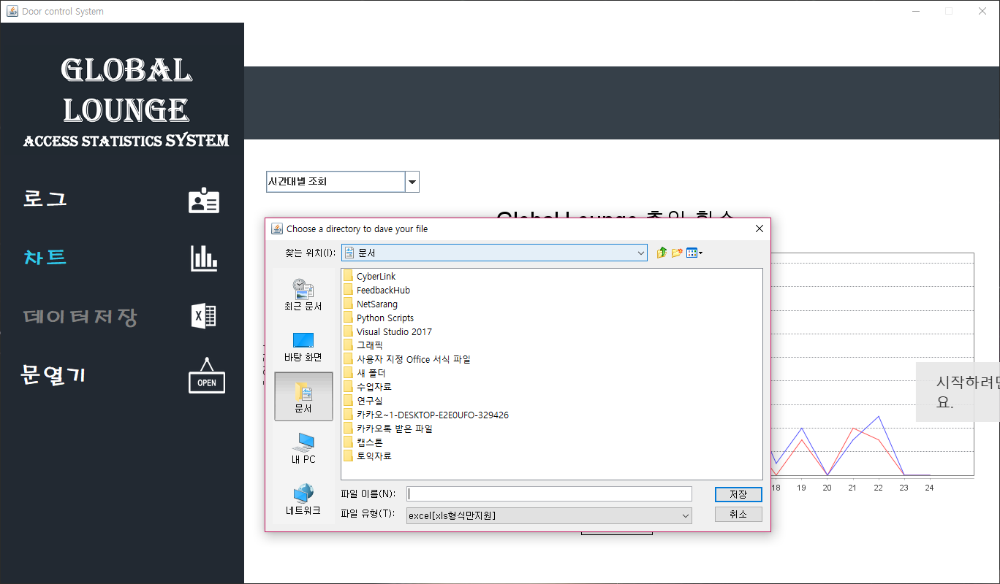 Door control System
GLOBAL
LOUNGE
ACCESS STATISTICS SYSTEM
로그
차트
데이터저장
문열기
OPEN
시간대별 조회
Global Lounge 출입 횟수
Choose a directory to dave your file
찾는 위치(I):
문서
최근 문서
바탕 화면
문서
내 PC
네트워크
CyberLink
FeedbackHub
NetSarang
Python Scripts
Visual Studio 2017
그래픽
사용자 지정 Office 서식 파일
새 폴더
수업자료
연구실
카카오~1-DESKTOP-E2E0UFO-329426
카카오톡 받은 파일
캡스톤
토익자료
파일 이름(N):
저장
파일 유형(T):
excel[xls형식만지원]
취소
시작하려면
요.
18 19 20 21 22 23 24